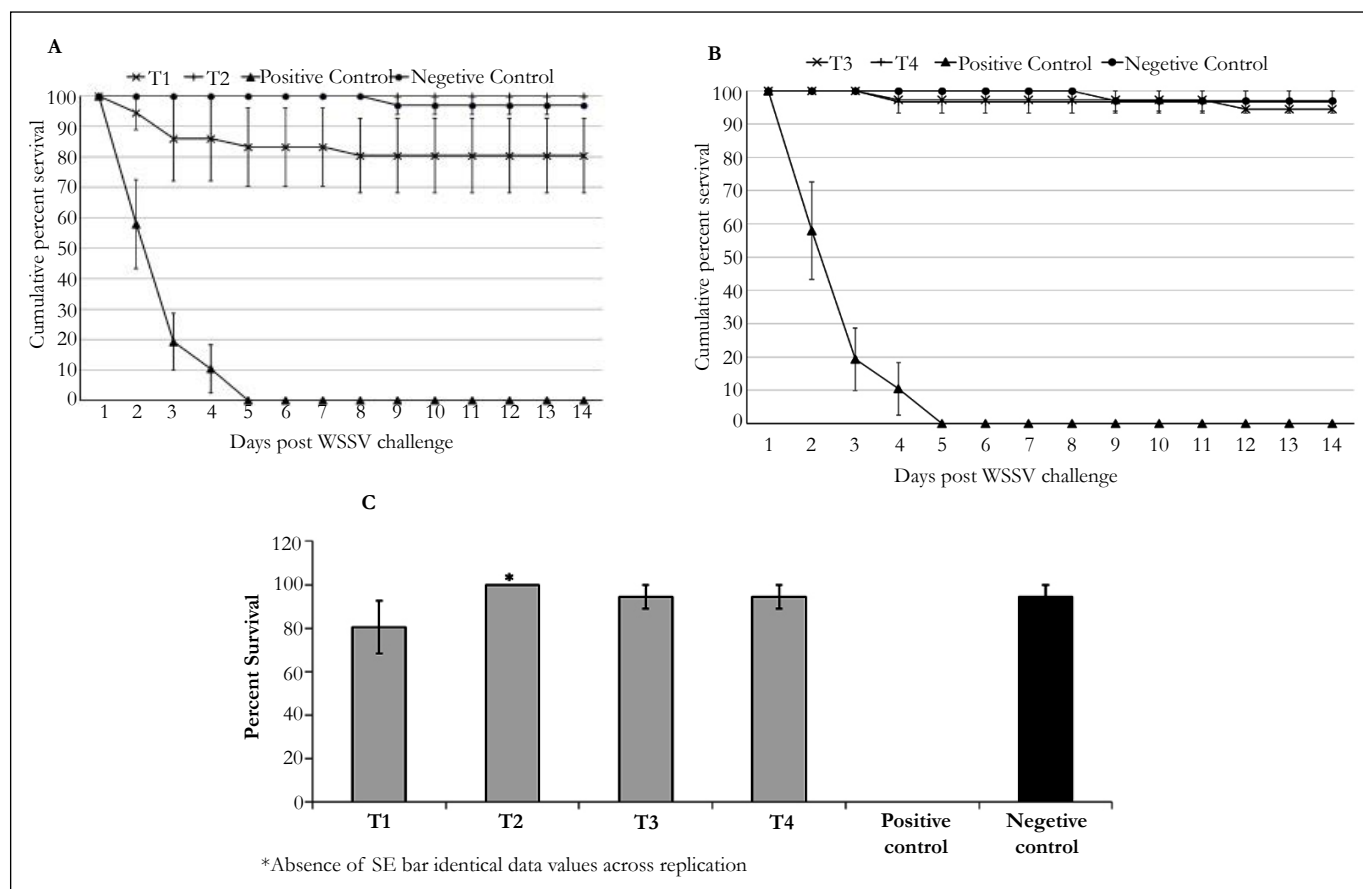 A
T1 T2 Positive Control Negetive Control
100
90
80
70
60
50
40
30
20
10
0
Cumulative percent servival
1 2 3 4 5 6 7 8 9 10 11 12 13 14
Days post WSSV challenge
B
T3 T4 Positive Control Negetive Control
100
90
80
70
60
50
40
30
20
10
0
Cumulative percent servival
1 2 3 4 5 6 7 8 9 10 11 12 13 14
Days post WSSV challenge
C
120
100
80
60
40
20
0
Percent Survival
*
T1 T2 T3 T4 Positive control Negetive control
*Absence of SE bar identical data values across replication